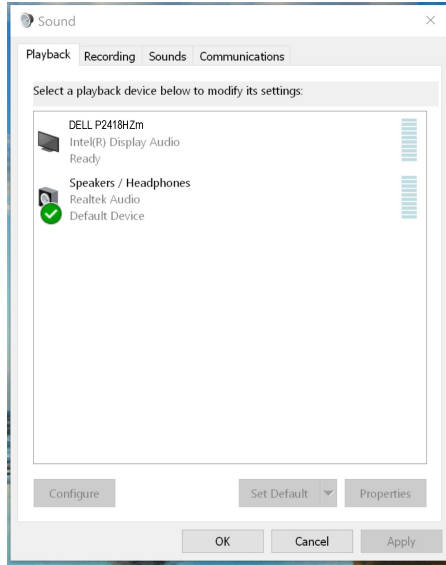 Sound
Playback Recording Sounds Communications
Select a playback device below to modify its settings:
DELL P2418HZm
Intel(R) Display Audio
Ready
Speakers / Headphones
Realtek Audio
Default Device
Configure Set Default Properties
OK Cancel Apply